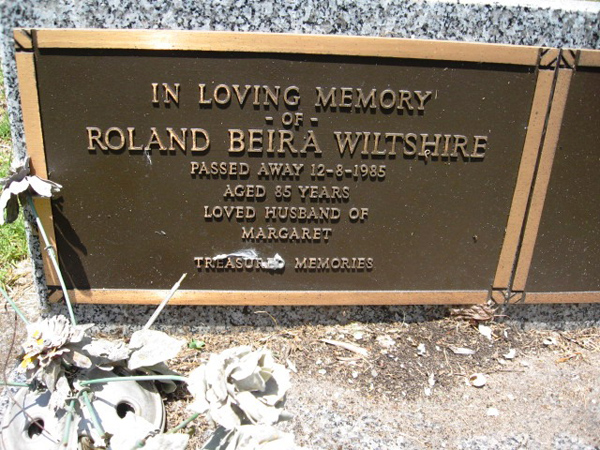 IN LOVING MEMORY
- OF -
ROLAND BEIRA WILTSHIRE
PASSED AWAY 12-8-1985
AGED 85 YEARS
LOVED HUSBAND OF
MARGARET
TREASURED MEMORIES